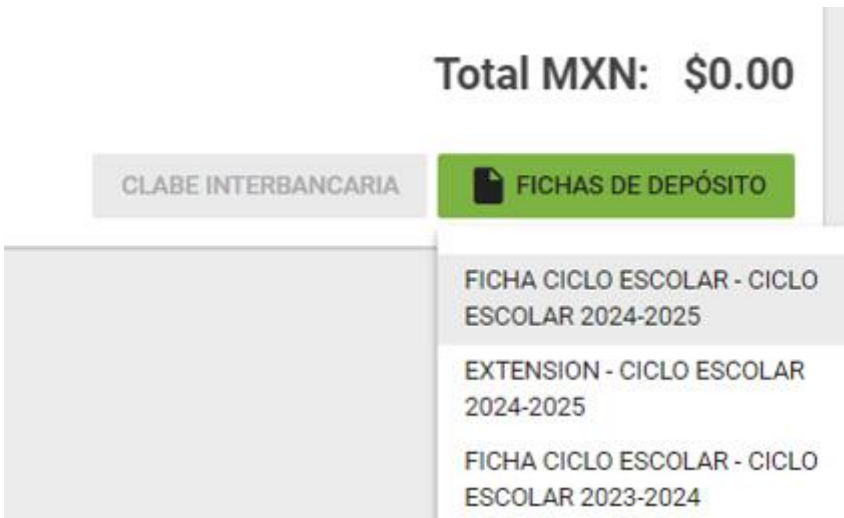 Total MXN: $0.00
CLABE INTERBANCARIA
FICHAS DE DEPÓSITO
FICHA CICLO ESCOLAR - CICLO
ESCOLAR 2024-2025
EXTENSION - CICLO ESCOLAR
2024-2025
FICHA CICLO ESCOLAR - CICLO
ESCOLAR 2023-2024